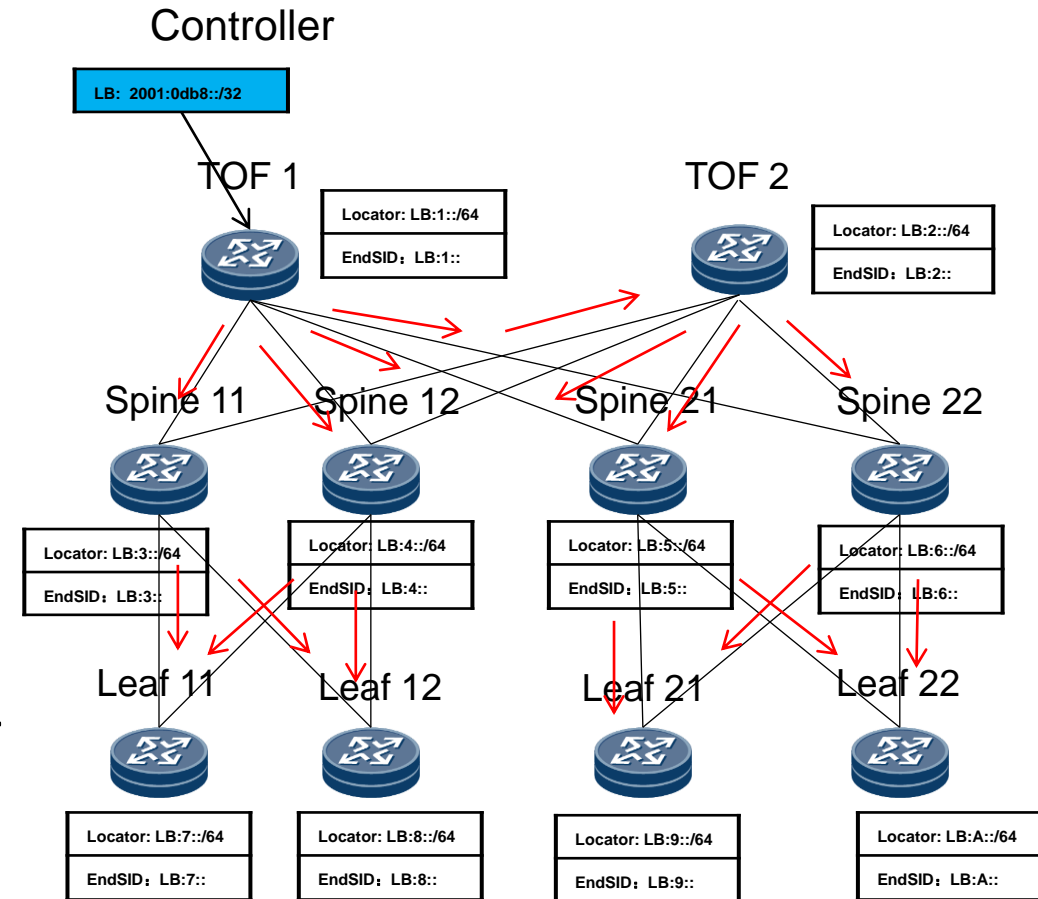 Controller
LB: 2001:0db8::/32
TOF 1
TOF 2
Locator: LB:1::/64
EndSID：LB:1::
Locator: LB:2::/64
EndSID：LB:2::
Spine 11
Spine 12
Spine 21
Spine 22
Locator: LB:3::/64
EndSID：LB:3::
Locator: LB:4::/64
EndSID：LB:4::
Locator: LB:5::/64
EndSID：LB:5::
Locator: LB:6::/64
EndSID：LB:6::
Leaf 11
Leaf 12
Leaf 21
Leaf 22
Locator: LB:7::/64
EndSID：LB:7::
Locator: LB:8::/64
EndSID：LB:8::
Locator: LB:9::/64
EndSID：LB:9::
Locator: LB:A::/64
EndSID：LB:A::